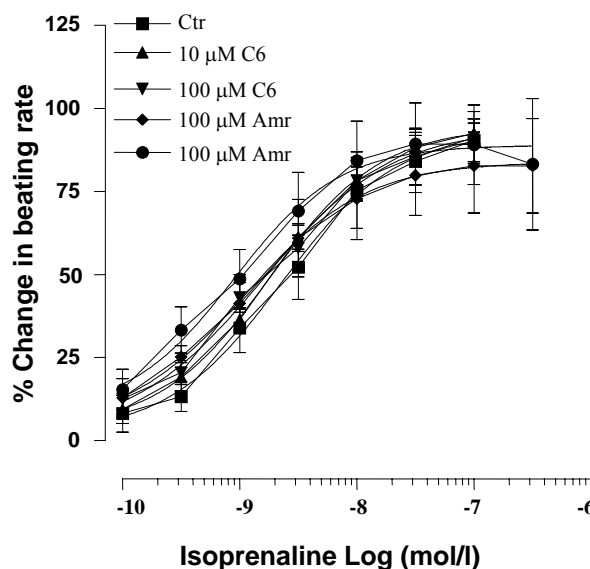 125
100
75
50
25
0
% Change in beating rate
Ctr
10 μM C6
100 μM C6
100 μM Amr
100 μM Amr
-10
-9
-8
-7
-6
Isoprenaline Log (mol/l)